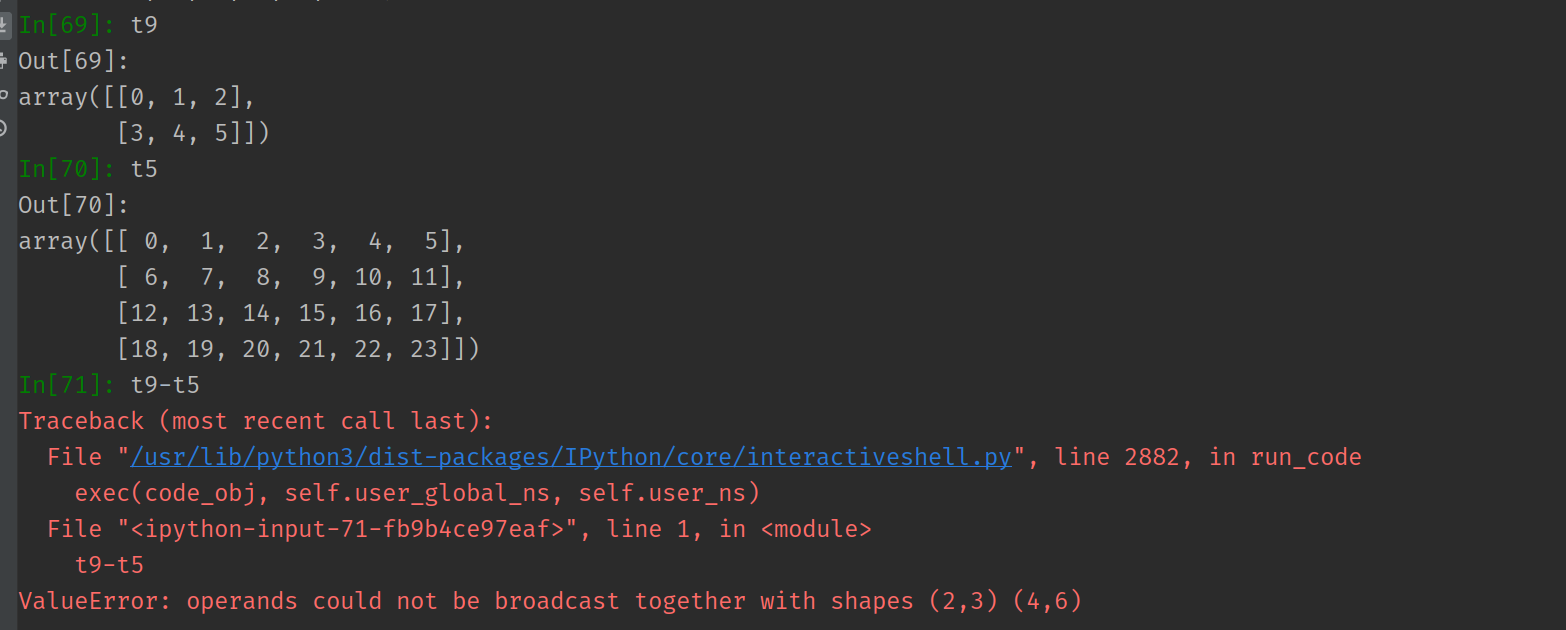 In[69]: t9
Out[69]:
array([[0, 1, 2],
       [3, 4, 5]])
In[70]: t5
Out[70]:
array([[ 0,  1,  2,  3,  4,  5],
       [ 6,  7,  8,  9, 10, 11],
       [12, 13, 14, 15, 16, 17],
       [18, 19, 20, 21, 22, 23]])
In[71]: t9-t5
Traceback (most recent call last):
  File "/usr/lib/python3/dist-packages/IPython/core/interactiveshell.py", line 2882, in run_code
    exec(code_obj, self.user_global_ns, self.user_ns)
  File "<ipython-input-71-fb9b4ce97eaf>", line 1, in <module>
    t9-t5
ValueError: operands could not be broadcast together with shapes (2,3) (4,6)